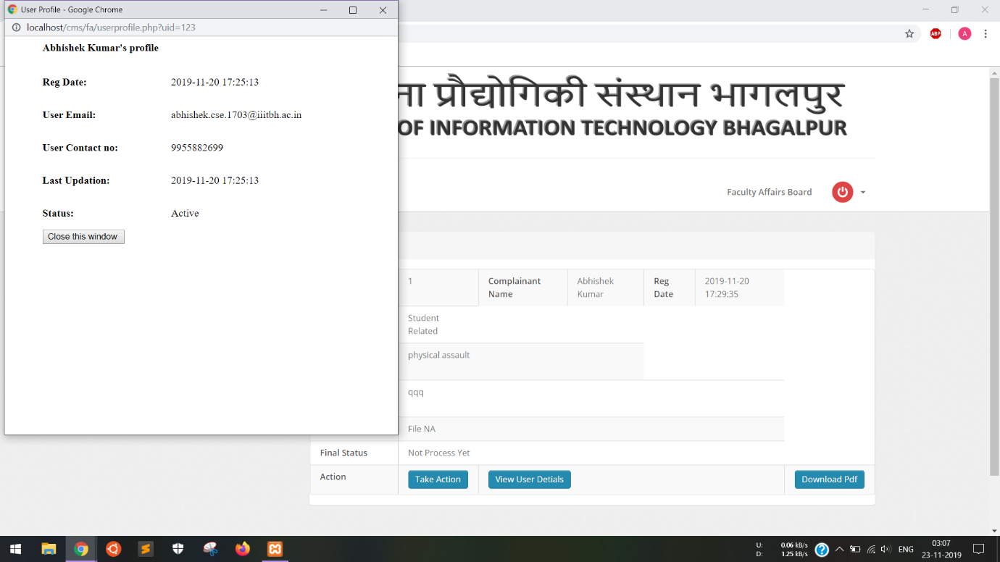 User Profile - Google Chrome
localhost/cms/fa/userprofile.php?uid=123
Abhishek Kumar's profile
Reg Date: 2019-11-20 17:25:13
User Email: abhishek.cse.1703@iiitbh.ac.in
User Contact no: 9955882699
Last Updation: 2019-11-20 17:25:13
Status: Active
Close this window
ABP
A
ना प्रौद्योगिकी संस्थान भागलपुर
OF INFORMATION TECHNOLOGY BHAGALPUR
Faculty Affairs Board
1 Complainant Name Abhishek Kumar Reg Date 2019-11-20 17:29:35
Student
Related
physical assault
qqq
File NA
Final Status Not Process Yet
Action Take Action View User Detials Download Pdf
U: 0.06 kB/s
D: 1.25 kB/s
ENG
03:07
23-11-2019